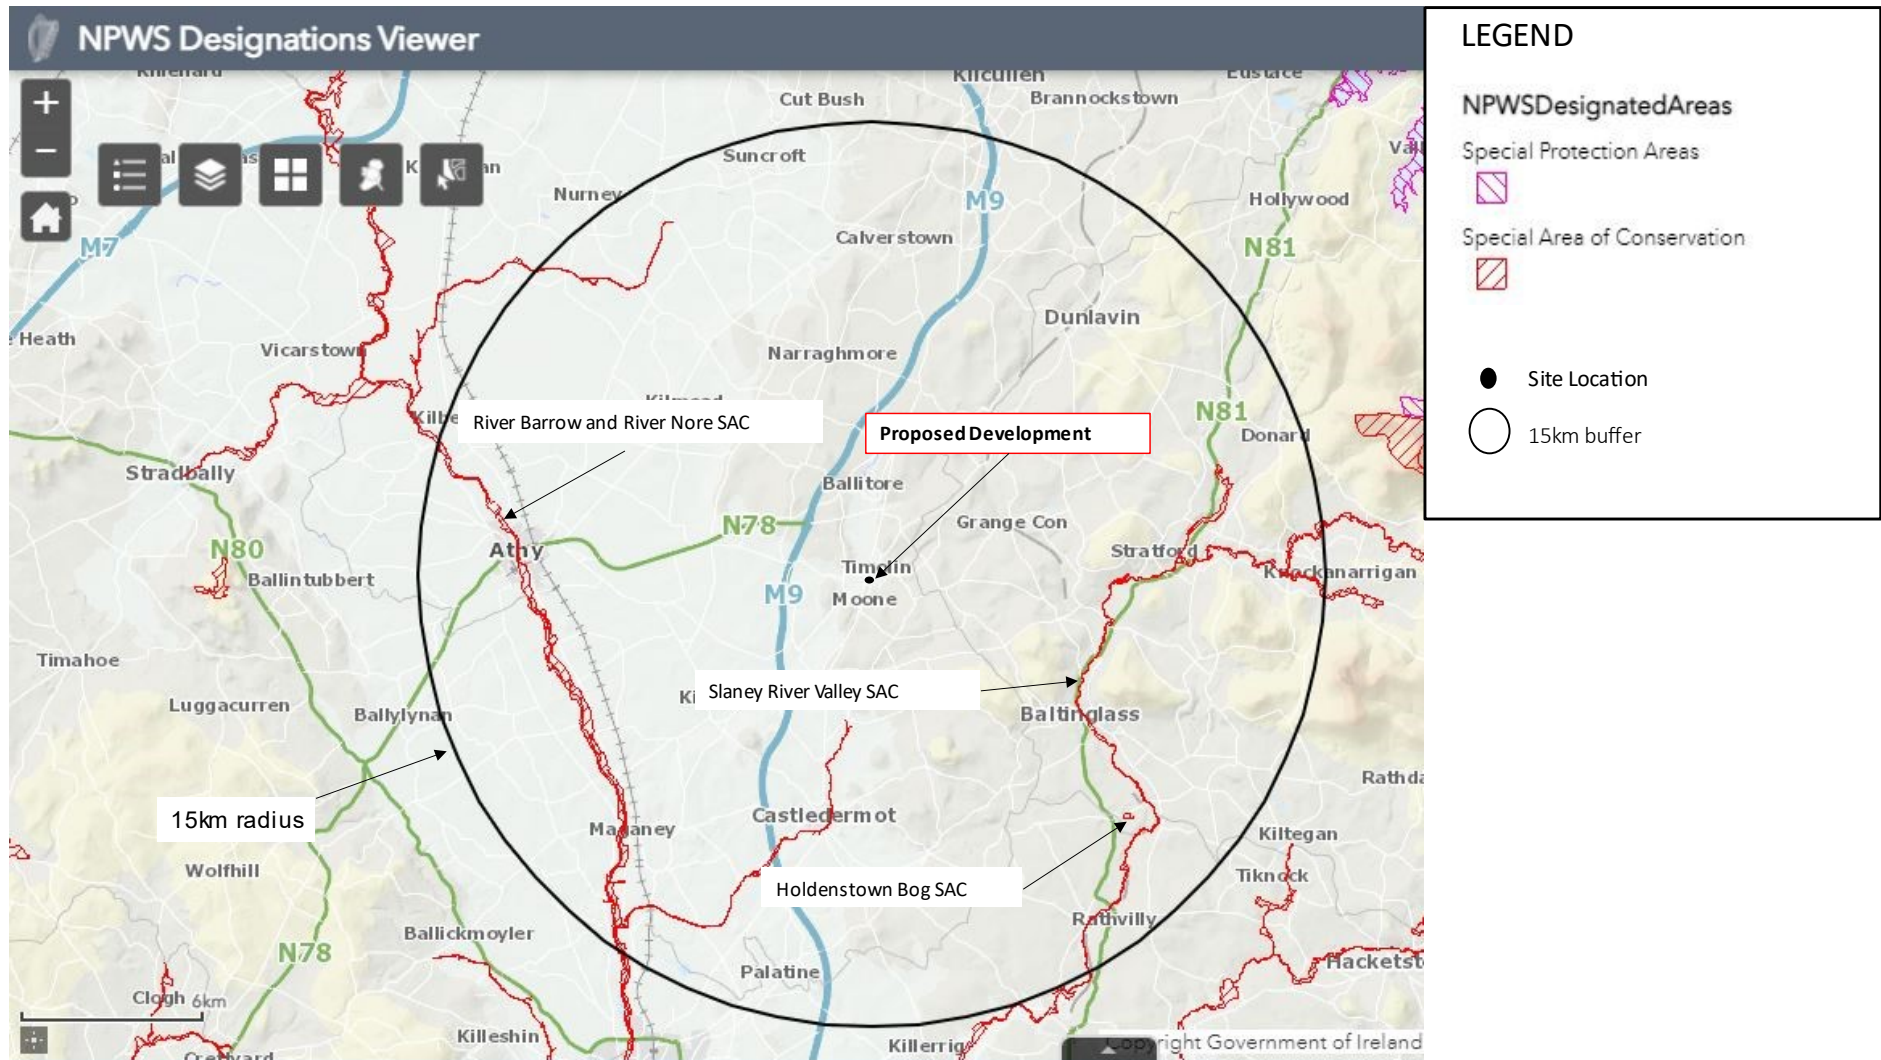 NPWS Designations Viewer
LEGEND
NPWSDesignatedAreas
Special Protection Areas
Special Area of Conservation
Site Location
15km buffer
+
−
Kilcullen
Eustace
Cut Bush
Brannockstown
Suncroft
Nurney
M9
Hollywood
M7
Calverstown
N81
Heath
Vicarstown
Dunlavin
Narraghmore
River Barrow and River Nore SAC
Proposed Development
N81
Donard
Stradbally
Ballitore
N78
Grange Con
N80
Athy
Stratford
Ballintubbert
Timolin
Knockanarrigan
M9
Moone
Timahoe
Slaney River Valley SAC
Luggacurren
Ballylynan
Baltinglass
15km radius
Castledermot
Maganey
Kiltegan
Wolfhill
Holdenstown Bog SAC
Tiknock
Rathvilly
Ballickmoyler
N78
Palatine
Clogh
6km
Killeshin
Killerrig
Copyright Government of Ireland